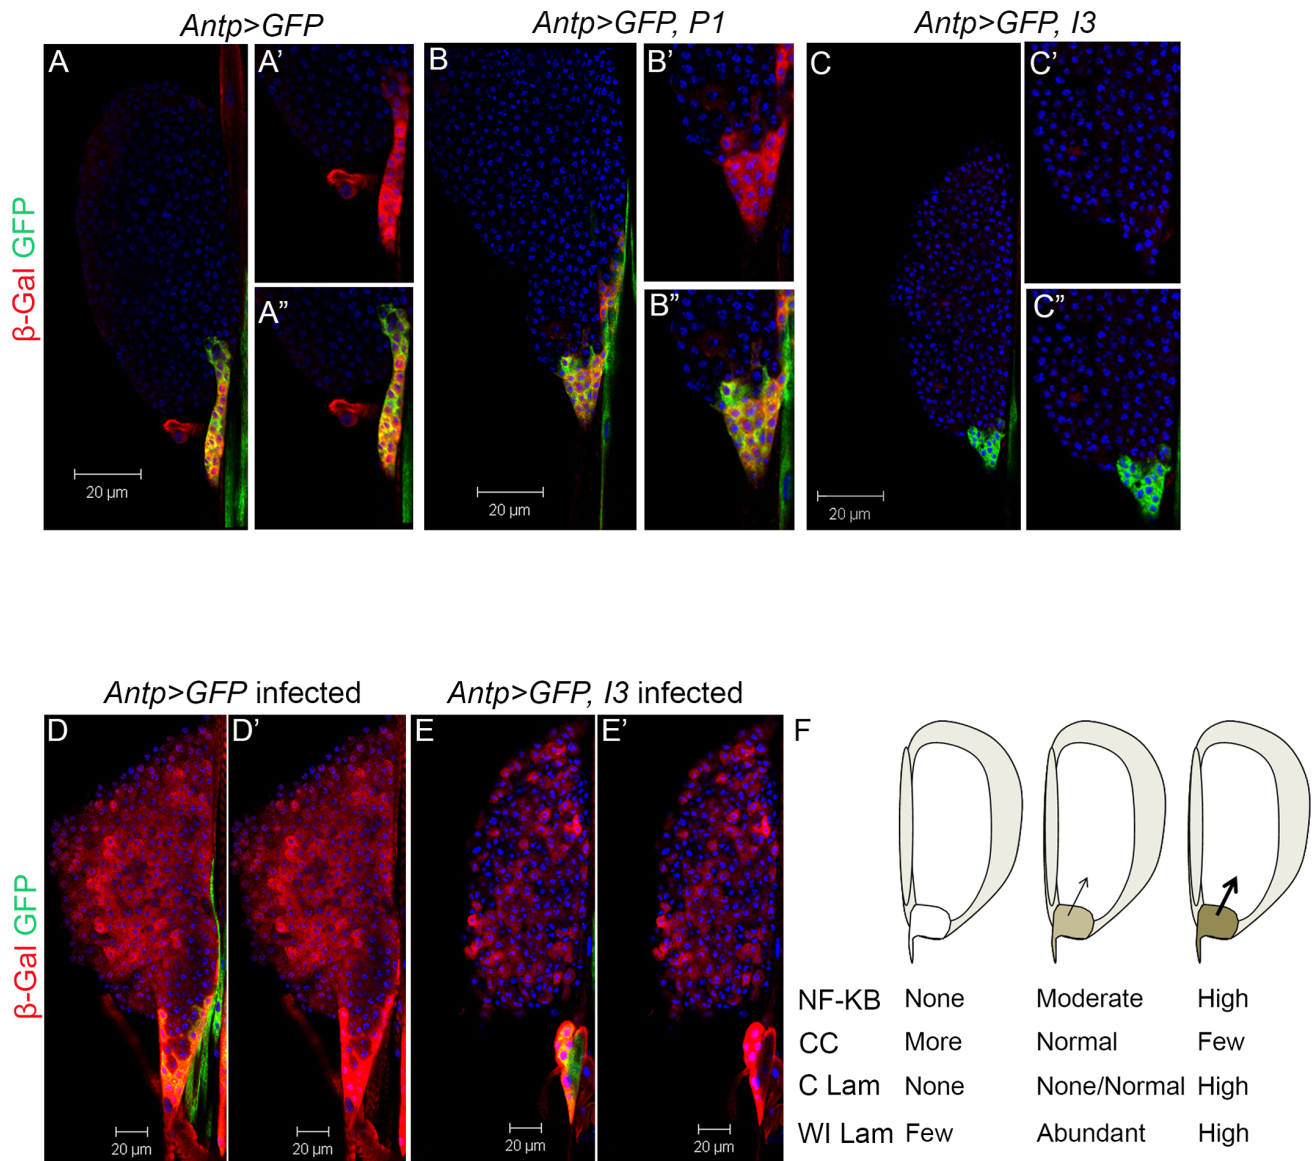 Antp>GFP
Antp>GFP, P1
Antp>GFP, I3
β-Gal GFP
A
A’
A”
20 µm
B
B’
B”
20 µm
C
C’
C”
20 µm
Antp>GFP infected
Antp>GFP, I3 infected
β-Gal GFP
D
D’
E
E’
F
20 µm
20 µm
20 µm
20 µm
NF-KB None Moderate High
CC More Normal Few
C Lam None None/Normal High
WI Lam Few Abundant High